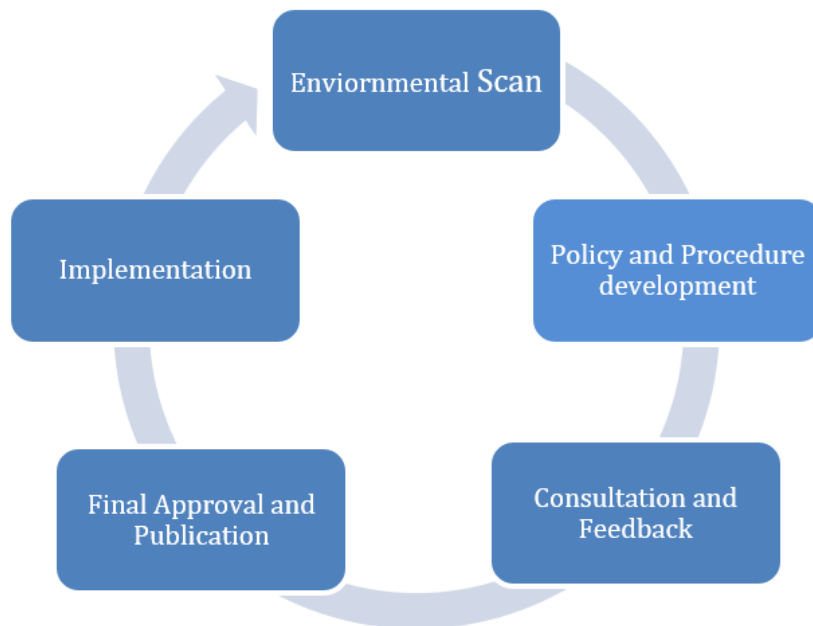 Enviornmental Scan
Policy and Procedure
development
Consultation and
Feedback
Final Approval and
Publication
Implementation